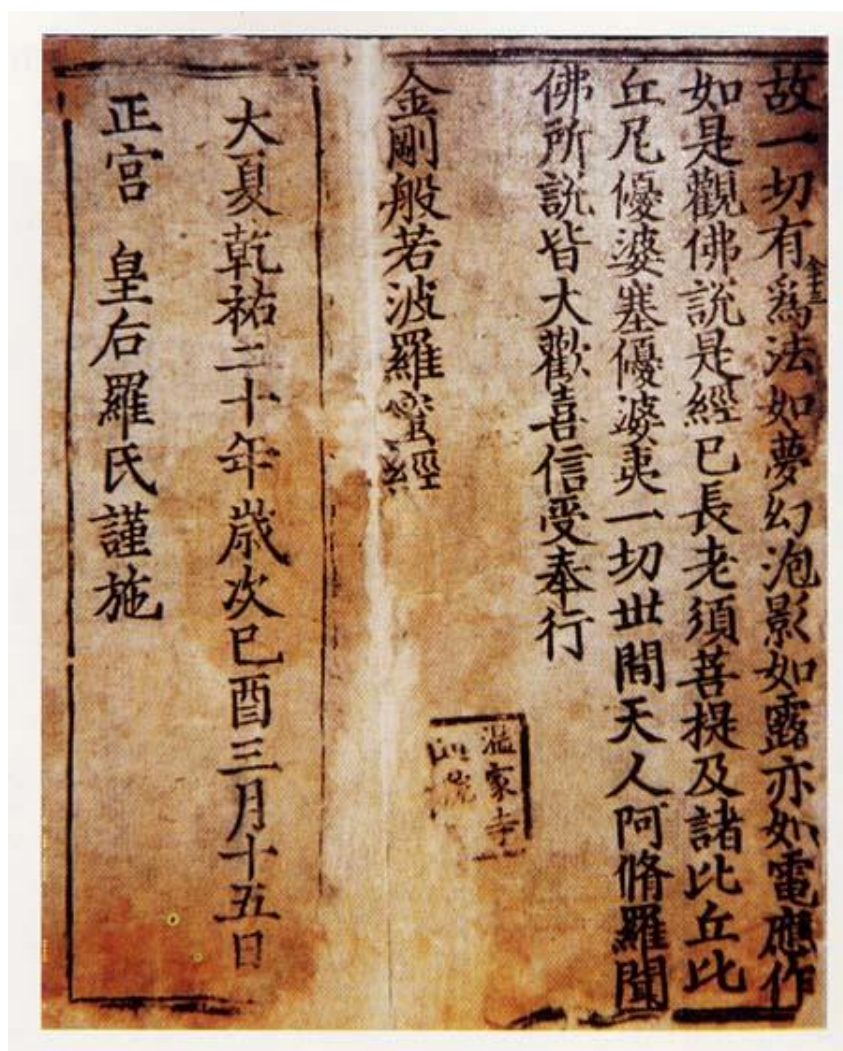 故一切有爲法如夢幻泡影如露亦如電應作
如是觀佛說是經已長老須菩提及諸比丘比
丘尼優婆塞優婆夷一切世間天人阿脩羅聞
佛所說皆大歡喜信受奉行
金剛般若波羅蜜經
溫家寺
院
大夏乾祐二十年歲次己酉三月十五日
正宮 皇后羅氏謹施